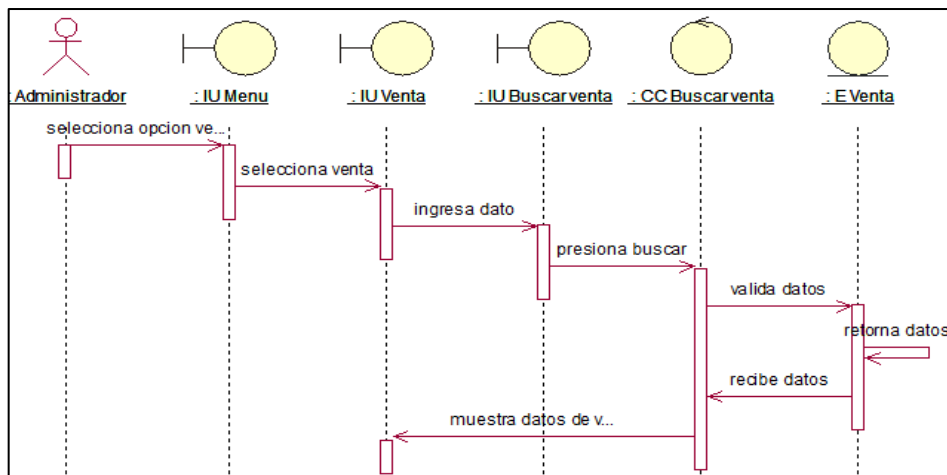 : Administrador
: IU Menu
: IU Venta
: IU Buscarventa
: CC Buscarventa
: E Venta
selecciona opcion ve...
selecciona venta
ingresa dato
presiona buscar
valida datos
retorna datos
recibe datos
muestra datos de v...